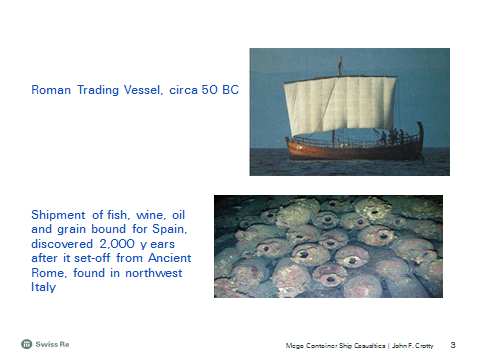 Roman Trading Vessel, circa 50 BC
Shipment of fish, wine, oil
and grain bound for Spain,
discovered 2,000 y ears
after it set-off from Ancient
Rome, found in northwest
Italy
Swiss Re
Mega Container Ship Casualties | John F. Crotty
3